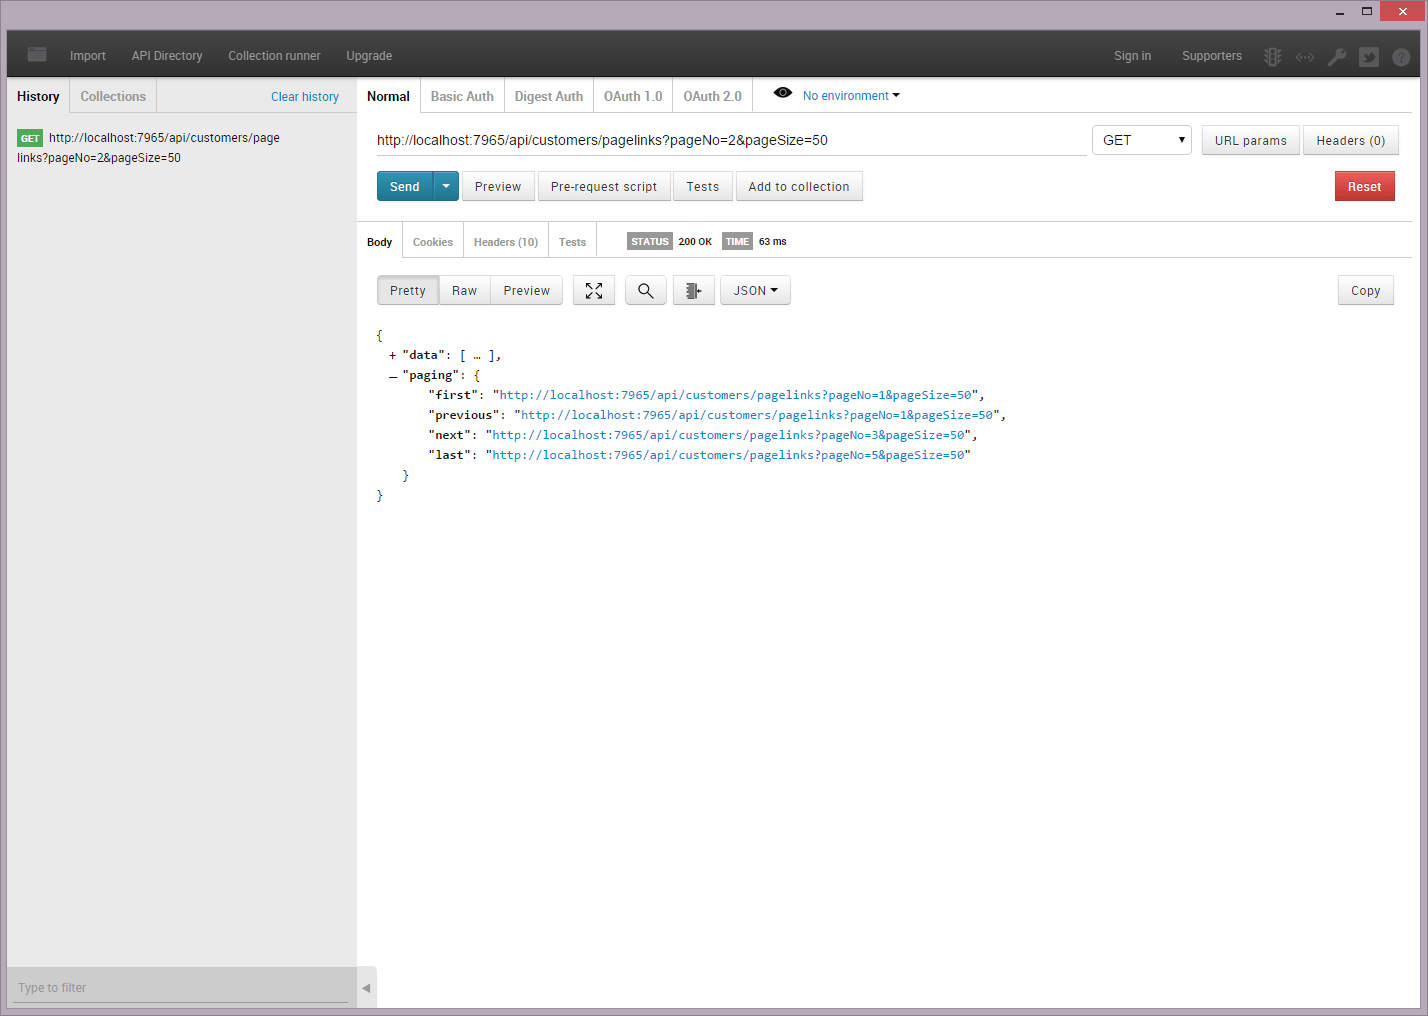 Import API Directory Collection runner Upgrade Sign in Supporters
History Collections Clear history
GET http://localhost:7965/api/customers/page
links?pageNo=2&pageSize=50
Type to filter
Normal Basic Auth Digest Auth OAuth 1.0 OAuth 2.0 No environment
http://localhost:7965/api/customers/pagelinks?pageNo=2&pageSize=50 GET URL params Headers (0)
Send Preview Pre-request script Tests Add to collection Reset
Body Cookies Headers (10) Tests STATUS 200 OK TIME 63 ms
Pretty Raw Preview JSON Copy
{
+ "data": [ … ],
– "paging": {
"first": "http://localhost:7965/api/customers/pagelinks?pageNo=1&pageSize=50",
"previous": "http://localhost:7965/api/customers/pagelinks?pageNo=1&pageSize=50",
"next": "http://localhost:7965/api/customers/pagelinks?pageNo=3&pageSize=50",
"last": "http://localhost:7965/api/customers/pagelinks?pageNo=5&pageSize=50"
}
}